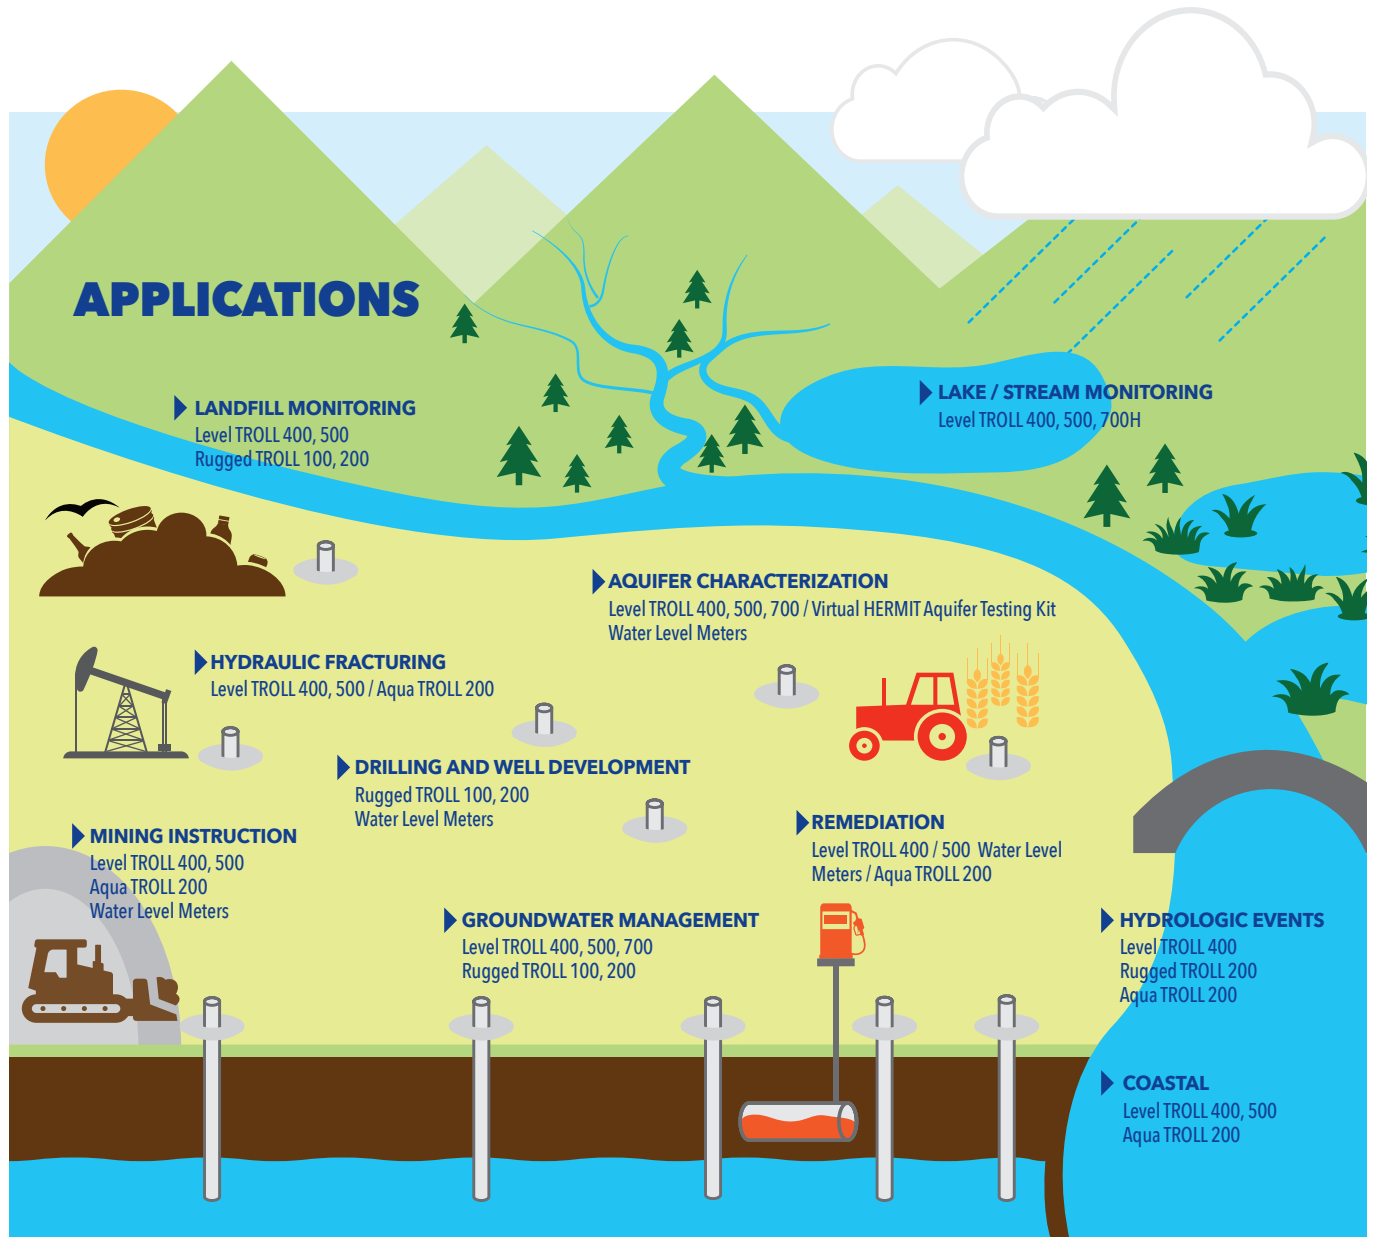 APPLICATIONS
LANDFILL MONITORING
Level TROLL 400, 500
Rugged TROLL 100, 200
LAKE / STREAM MONITORING
Level TROLL 400, 500, 700H
AQUIFER CHARACTERIZATION
Level TROLL 400, 500, 700 / Virtual HERMIT Aquifer Testing Kit
Water Level Meters
HYDRAULIC FRACTURING
Level TROLL 400, 500 / Aqua TROLL 200
DRILLING AND WELL DEVELOPMENT
Rugged TROLL 100, 200
Water Level Meters
MINING INSTRUCTION
Level TROLL 400, 500
Aqua TROLL 200
Water Level Meters
REMEDIATION
Level TROLL 400 / 500 Water Level
Meters / Aqua TROLL 200
GROUNDWATER MANAGEMENT
Level TROLL 400, 500, 700
Rugged TROLL 100, 200
HYDROLOGIC EVENTS
Level TROLL 400
Rugged TROLL 200
Aqua TROLL 200
COASTAL
Level TROLL 400, 500
Aqua TROLL 200